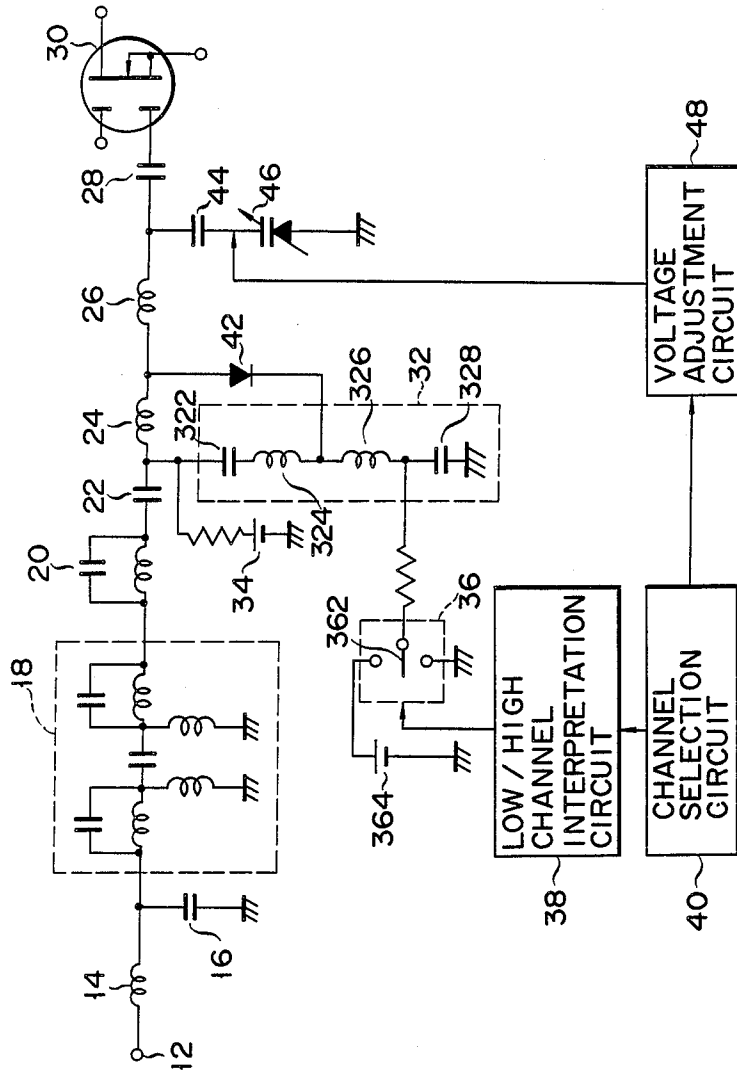 30
28
44
46
48
VOLTAGE
ADJUSTMENT
CIRCUIT
26
42
24
322
326
32
328
22
20
324
34
36
362
18
364
LOW/HIGH
CHANNEL
INTERPRETATION
CIRCUIT
38
CHANNEL
SELECTION
CIRCUIT
40
16
14
12